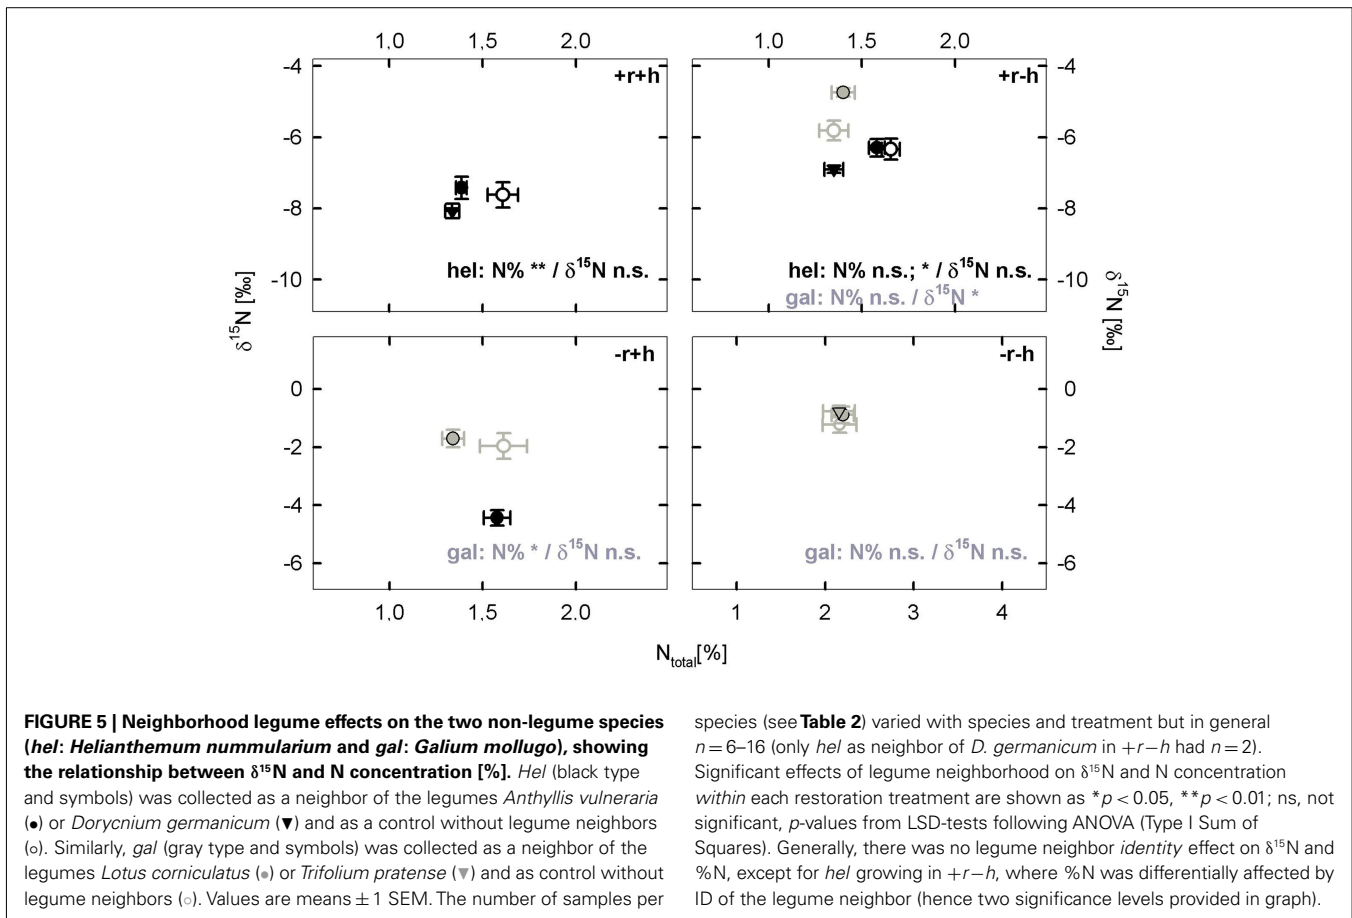 1,0 1,5 2,0 1,0 1,5 2,0
-4 +r+h +r-h -4
-6 -6
-8 -8
hel: N% ** / δ¹⁵N n.s. hel: N% n.s.; * / δ¹⁵N n.s.
-10 -10
gal: N% n.s. / δ¹⁵N *
δ¹⁵N [‰] δ¹⁵N [‰]
-r+h -r-h
0 0
-2 -2
-4 -4
gal: N% * / δ¹⁵N n.s. gal: N% n.s. / δ¹⁵N n.s.
-6 -6
1,0 1,5 2,0 1 2 3 4
Ntotal[%]
FIGURE 5 | Neighborhood legume effects on the two non-legume species
(hel: Helianthemum nummularium and gal: Galium mollugo), showing
the relationship between δ¹⁵N and N concentration [%]. Hel (black type
and symbols) was collected as a neighbor of the legumes Anthyllis vulneraria
(●) or Dorycnium germanicum (▼) and as a control without legume neighbors
(○). Similarly, gal (gray type and symbols) was collected as a neighbor of the
legumes Lotus corniculatus (●) or Trifolium pratense (▼) and as control without
legume neighbors (○). Values are means ± 1 SEM. The number of samples per
species (see Table 2) varied with species and treatment but in general
n = 6–16 (only hel as neighbor of D. germanicum in +r−h had n = 2).
Significant effects of legume neighborhood on δ¹⁵N and N concentration
within each restoration treatment are shown as *p < 0.05, **p < 0.01; ns, not
significant, p-values from LSD-tests following ANOVA (Type I Sum of
Squares). Generally, there was no legume neighbor identity effect on δ¹⁵N and
%N, except for hel growing in +r−h, where %N was differentially affected by
ID of the legume neighbor (hence two significance levels provided in graph).